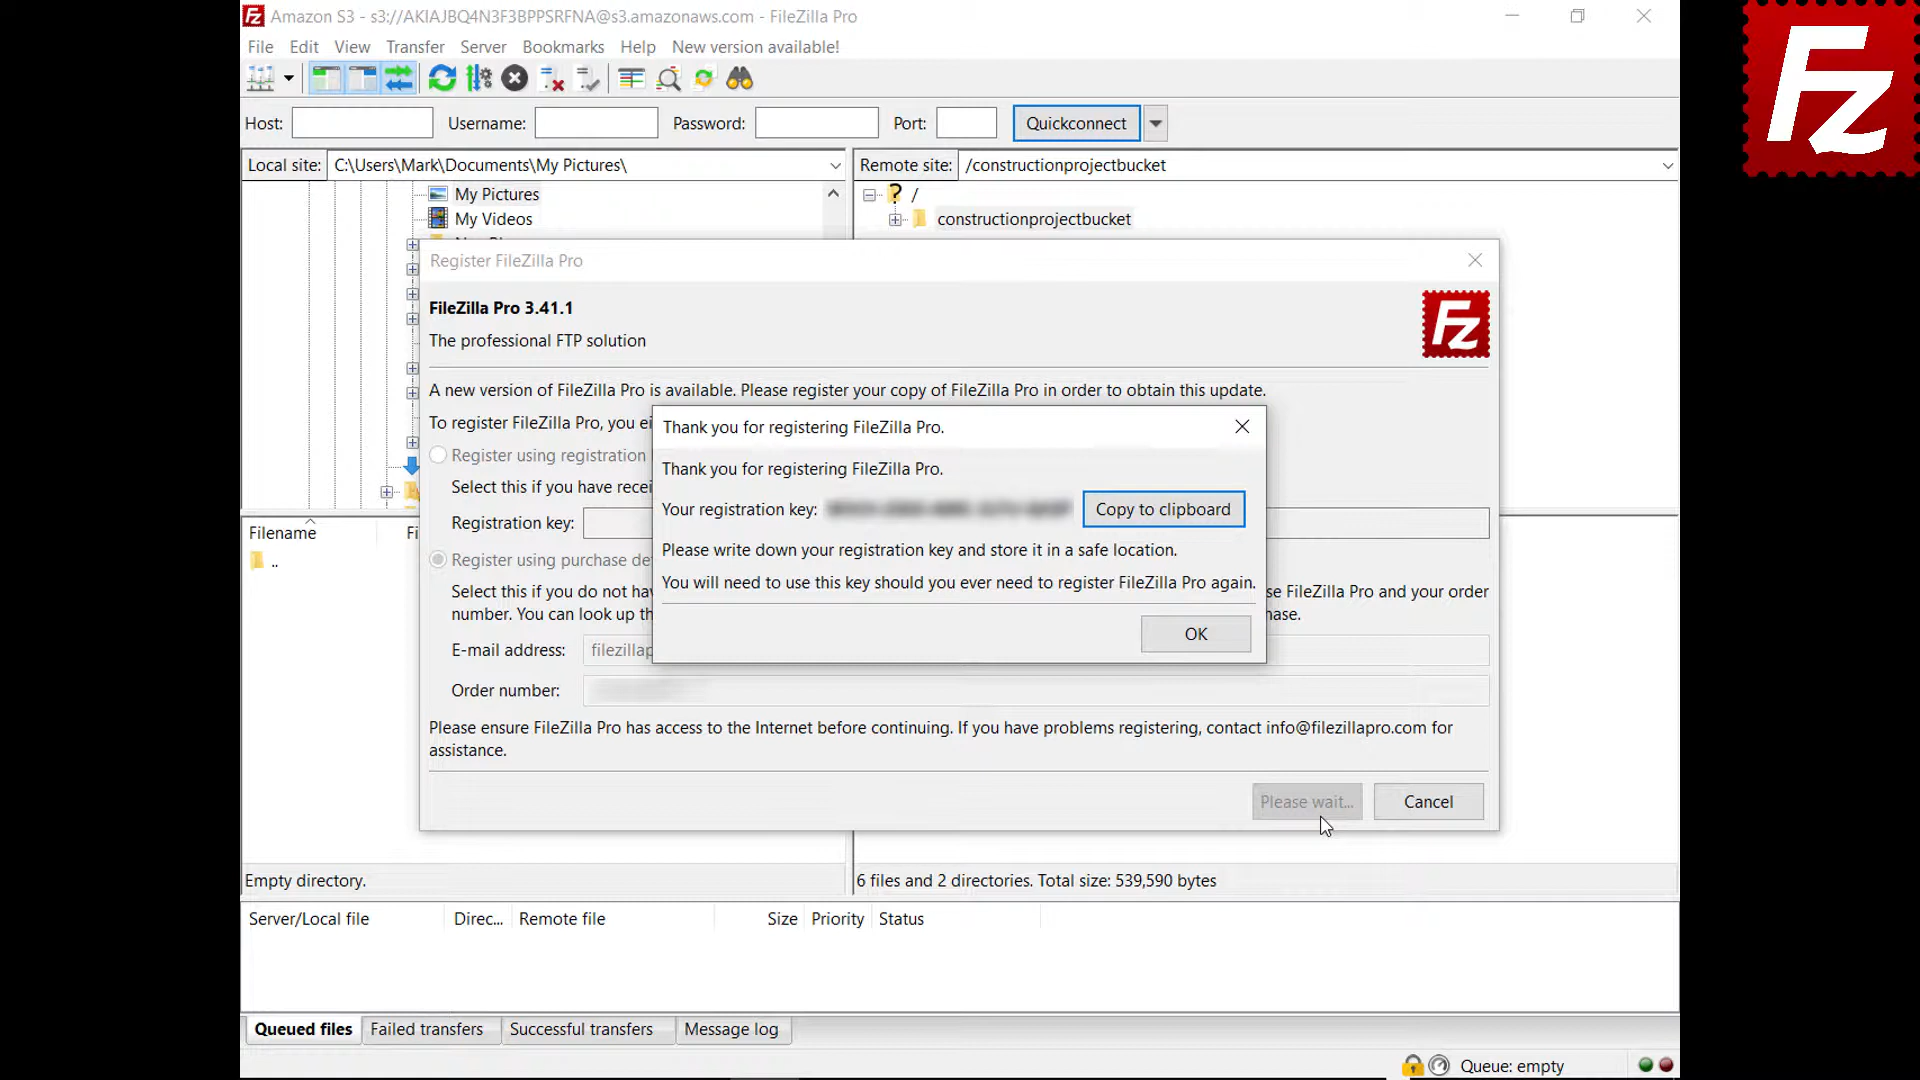 Amazon S3 - s3://AKIAJBQ4N3F3BPPSRFNA@s3.amazonaws.com - FileZilla Pro
File Edit View Transfer Server Bookmarks Help New version available!
Host: Username: Password: Port: Quickconnect
Local site: C:\Users\Mark\Documents\My Pictures\
Remote site: /constructionprojectbucket
My Pictures
My Videos
/
constructionprojectbucket
Register FileZilla Pro
FileZilla Pro 3.41.1
The professional FTP solution
A new version of FileZilla Pro is available. Please register your copy of FileZilla Pro in order to obtain this update.
To register FileZilla Pro, you
Register using registration
Select this if you have
Registration key:
Register using purchase
Select this if you do not
se FileZilla Pro and your order
number. You can look up
E-mail address:
Order number:
Please ensure FileZilla Pro has access to the Internet before continuing. If you have problems registering, contact info@filezillapro.com for
assistance.
Please wait... Cancel
Thank you for registering FileZilla Pro.
Thank you for registering FileZilla Pro.
Your registration key: Copy to clipboard
Please write down your registration key and store it in a safe location.
You will need to use this key should you ever need to register FileZilla Pro again.
OK
Filename
..
Empty directory.
6 files and 2 directories. Total size: 539,590 bytes
Server/Local file Direc... Remote file Size Priority Status
Queued files Failed transfers Successful transfers Message log
Queue: empty
Fz